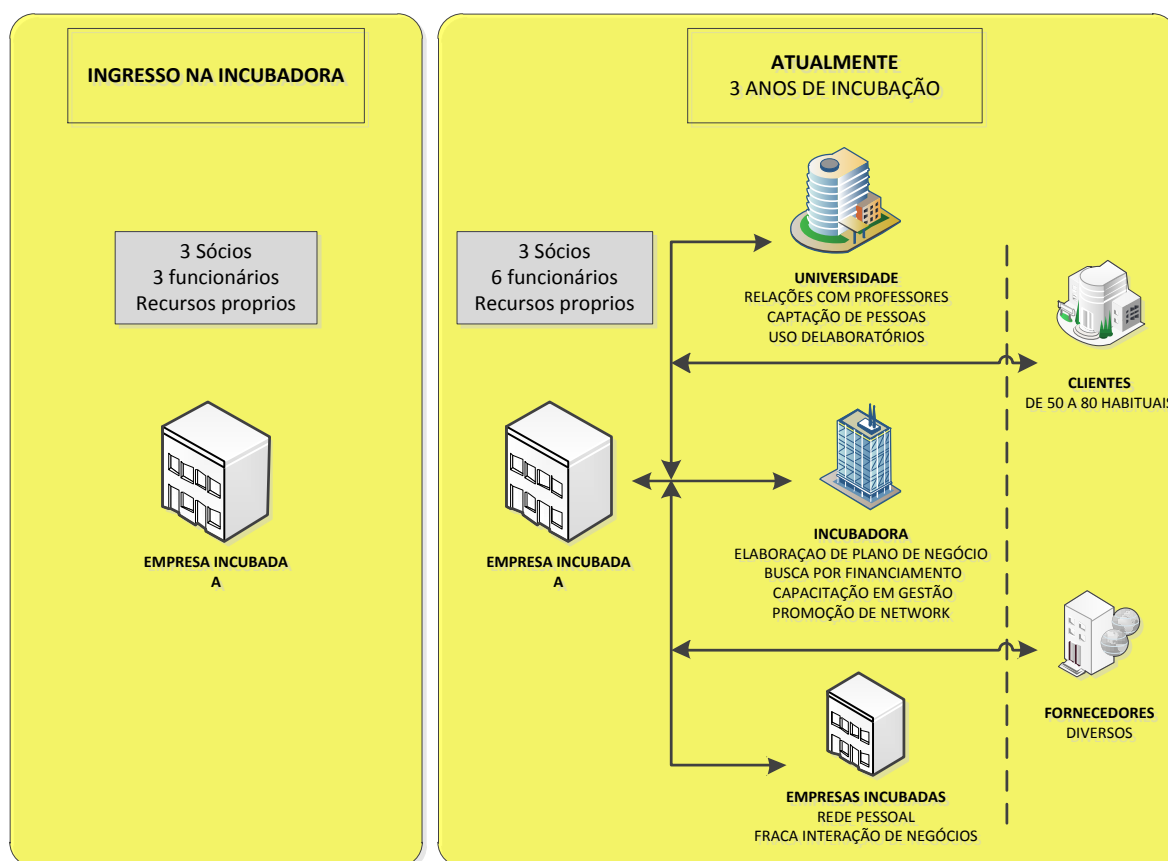 INGRESSO NA INCUBADORA
3 Sócios
3 funcionários
Recursos proprios
EMPRESA INCUBADA
A
ATUALMENTE
3 ANOS DE INCUBAÇÃO
3 Sócios
6 funcionários
Recursos proprios
EMPRESA INCUBADA
A
UNIVERSIDADE
RELAÇÕES COM PROFESSORES
CAPTAÇÃO DE PESSOAS
USO DELABORATÓRIOS
CLIENTES
DE 50 A 80 HABITUAIS
INCUBADORA
ELABORAÇAO DE PLANO DE NEGÓCIO
BUSCA POR FINANCIAMENTO
CAPACITAÇÃO EM GESTÃO
PROMOÇÃO DE NETWORK
FORNECEDORES
DIVERSOS
EMPRESAS INCUBADAS
REDE PESSOAL
FRACA INTERAÇÃO DE NEGÓCIOS